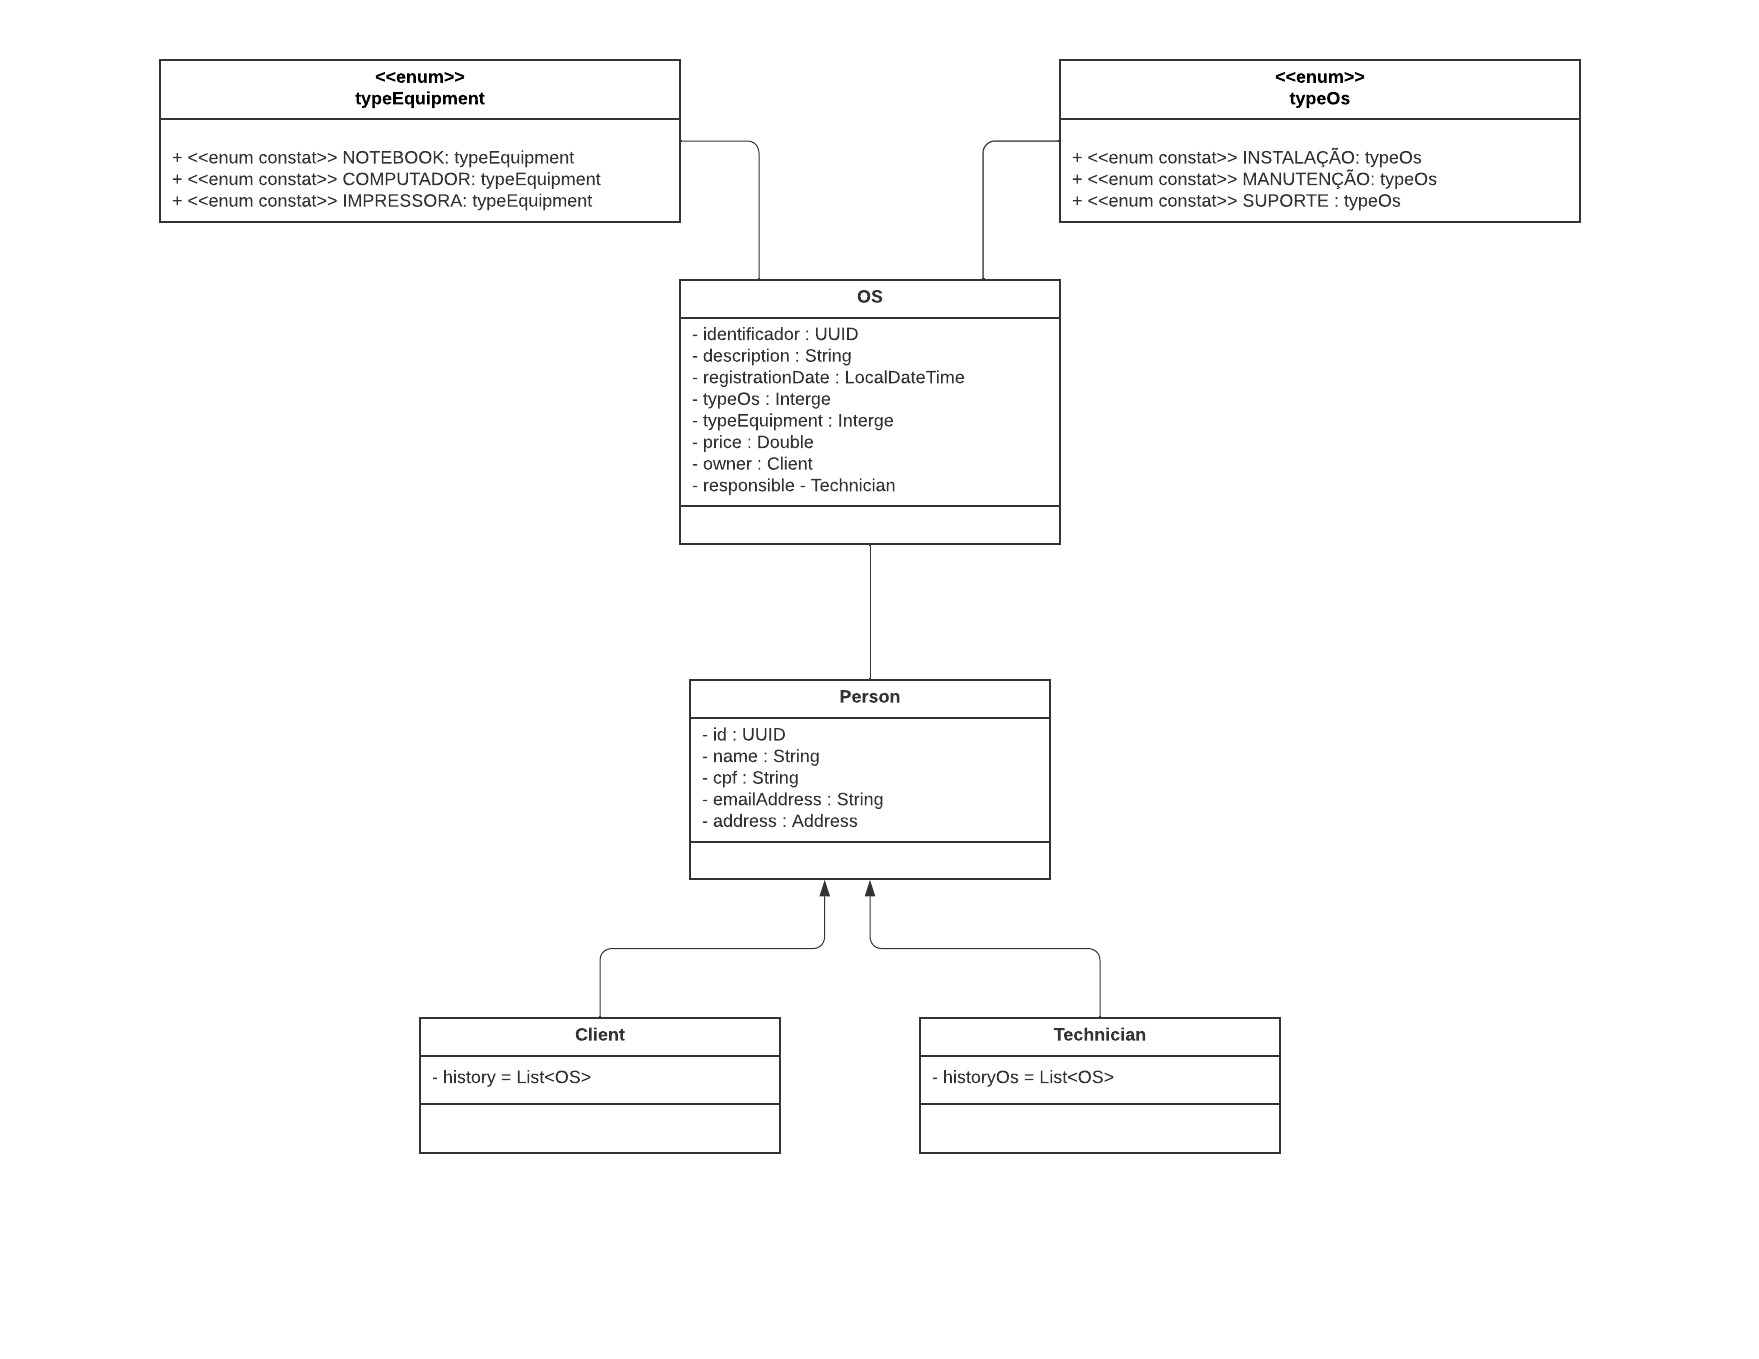 <<enum>>
typeEquipment
+ <<enum constat>> NOTEBOOK: typeEquipment
+ <<enum constat>> COMPUTADOR: typeEquipment
+ <<enum constat>> IMPRESSORA: typeEquipment
<<enum>>
typeOs
+ <<enum constat>> INSTALAÇÃO: typeOs
+ <<enum constat>> MANUTENÇÃO: typeOs
+ <<enum constat>> SUPORTE : typeOs
OS
- identificador : UUID
- description : String
- registrationDate : LocalDateTime
- typeOs : Interge
- typeEquipment : Interge
- price : Double
- owner : Client
- responsible - Technician
Person
- id : UUID
- name : String
- cpf : String
- emailAddress : String
- address : Address
Client
- history = List<OS>
Technician
- historyOs = List<OS>